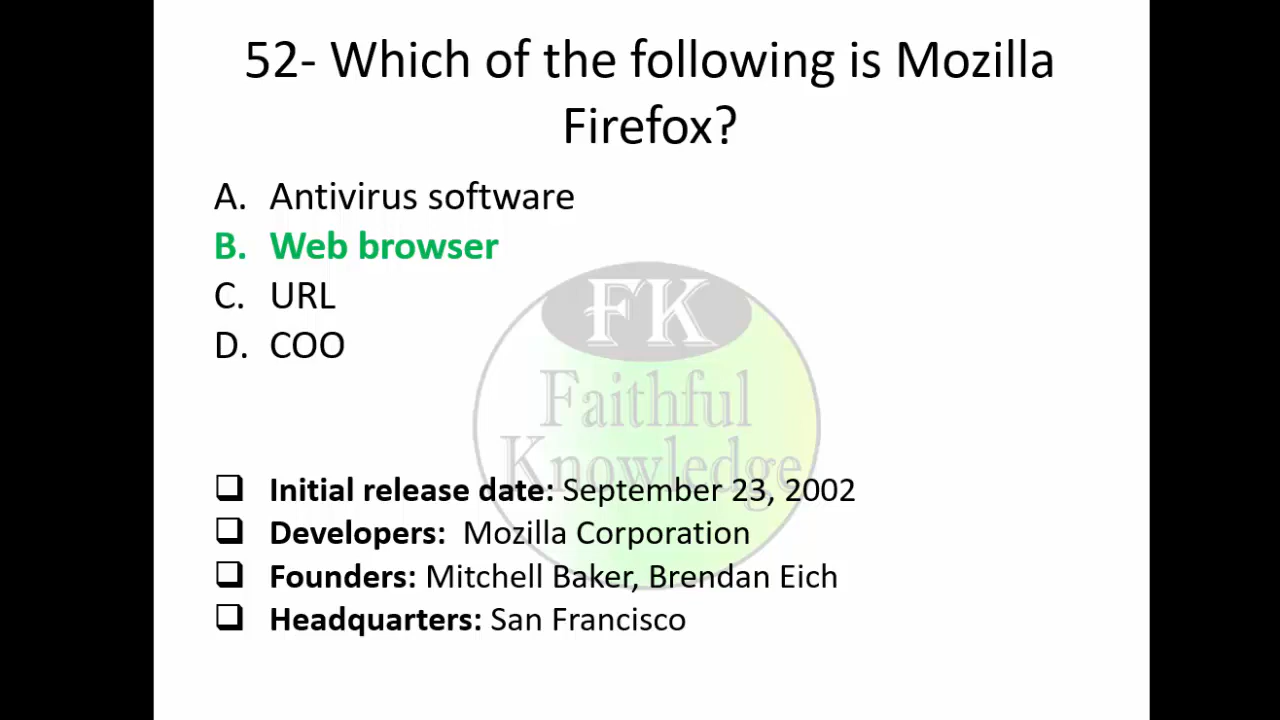 52- Which of the following is Mozilla
Firefox?
A. Antivirus software
B. Web browser
C. URL
D. COO
FK
Faithful
Knowledge
❑ Initial release date: September 23, 2002
❑ Developers: Mozilla Corporation
❑ Founders: Mitchell Baker, Brendan Eich
❑ Headquarters: San Francisco